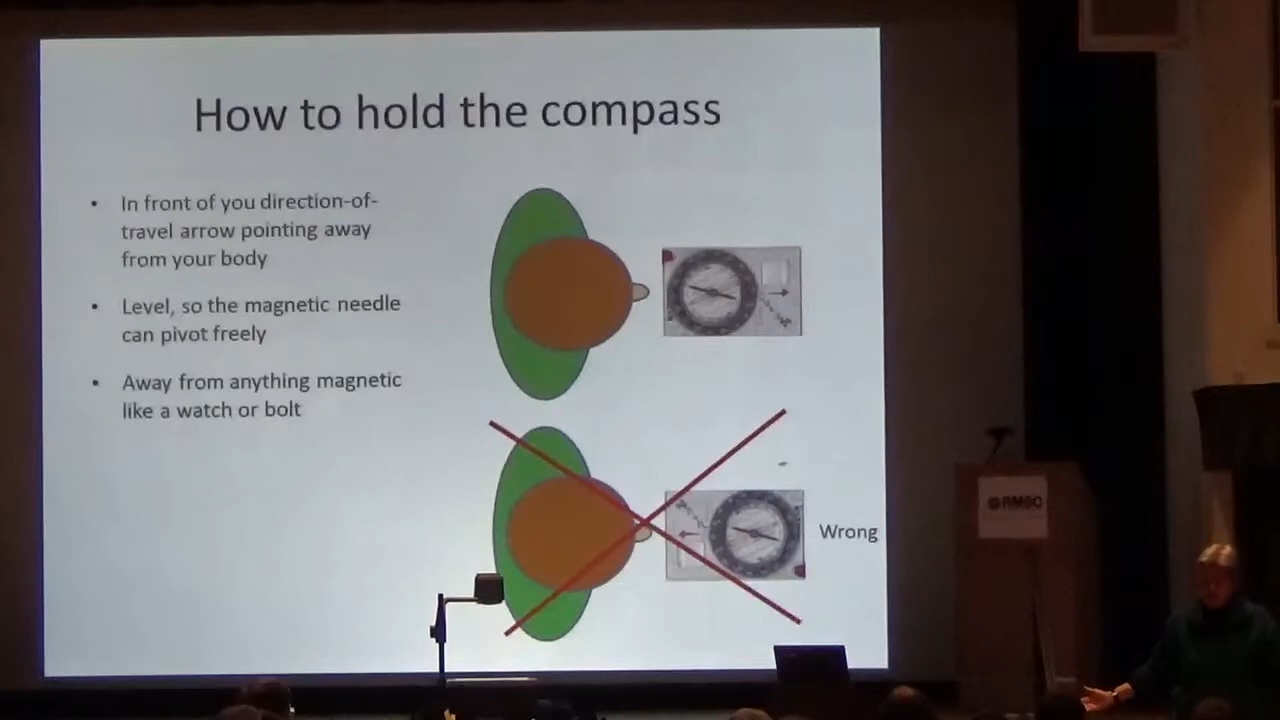 How to hold the compass
• In front of you direction-of-
travel arrow pointing away
from your body
• Level, so the magnetic needle
can pivot freely
• Away from anything magnetic
like a watch or bolt
Wrong
RMSC